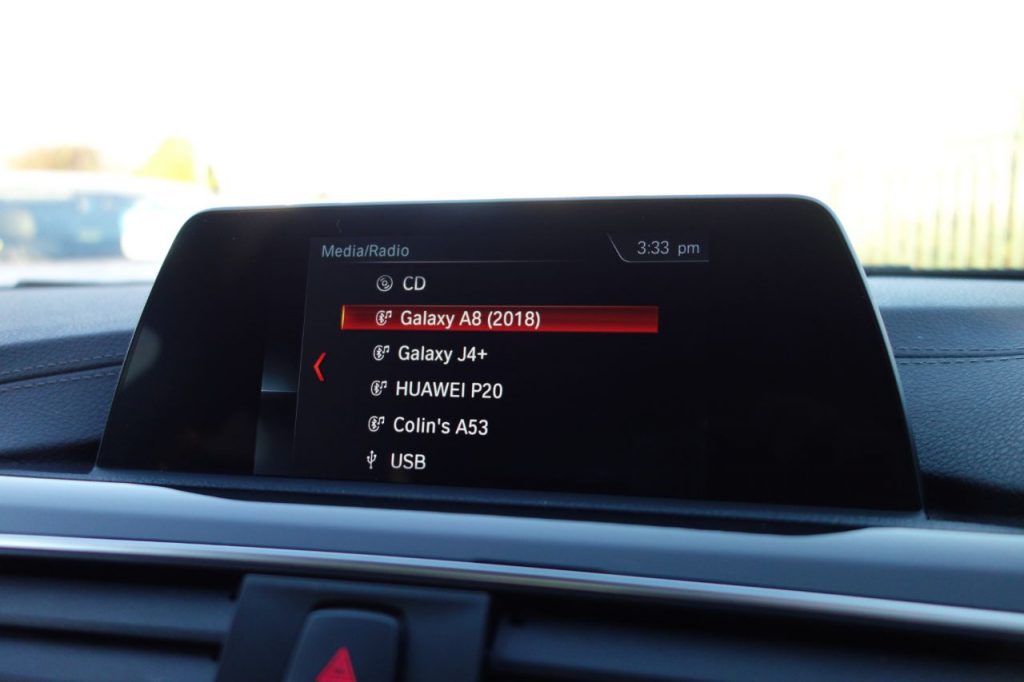 Media/Radio 3:33 pm
CD
Galaxy A8 (2018)
Galaxy J4+
HUAWEI P20
Colin's A53
USB